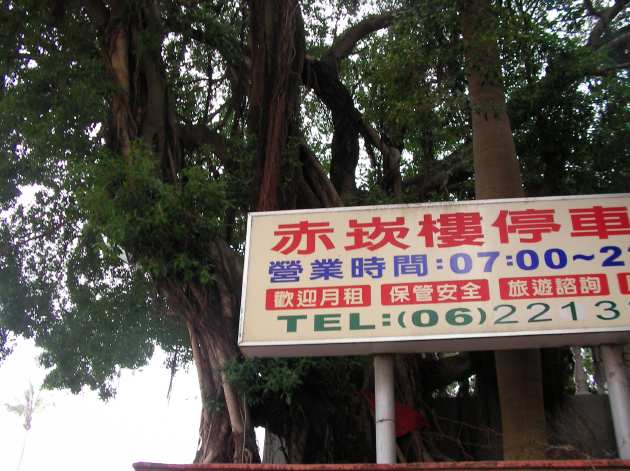 赤崁樓停車
營業時間:07:00~2
歡迎月租 保管安全 旅遊諮詢
TEL:(06)2213